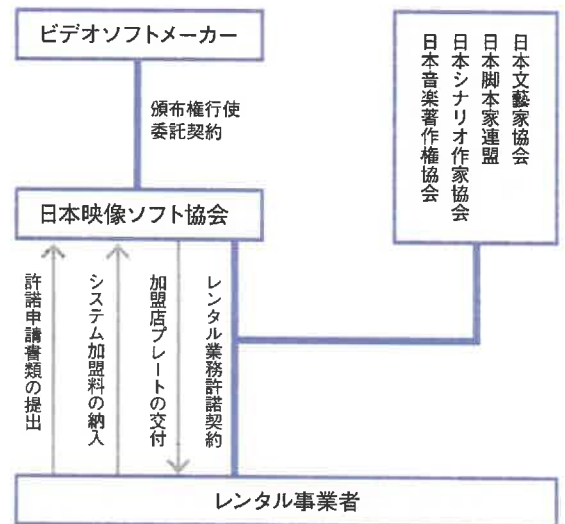 ビデオソフトメーカー
頒布権行使
委託契約
日本映像ソフト協会
日本文藝家協会
日本脚本家連盟
日本シナリオ作家協会
日本音楽著作権協会
許諾申請書類の提出
システム加盟料の納入
加盟店プレートの交付
レンタル業務許諾契約
レンタル事業者